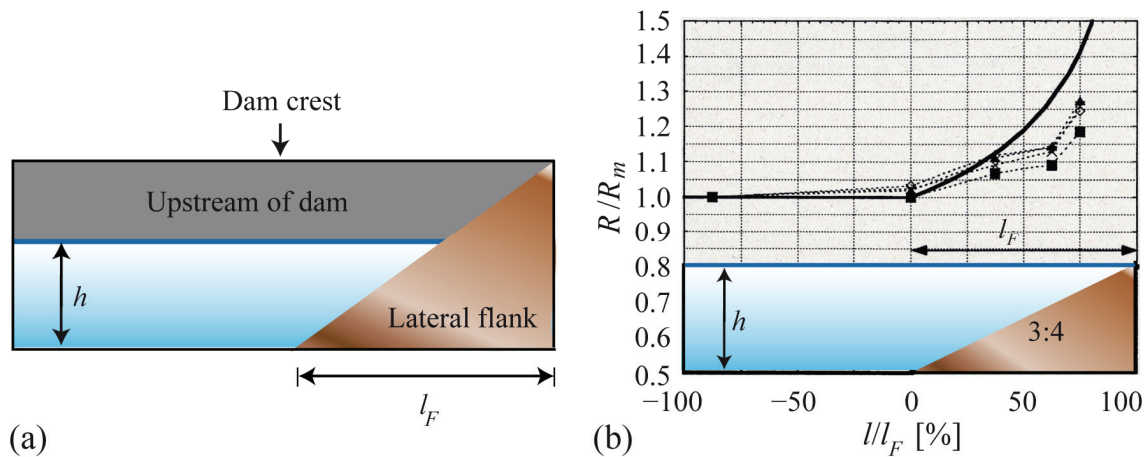 Dam crest
Upstream of dam
h
Lateral flank
l_F
(a)
R/R_m
1.5
1.4
1.3
1.2
1.1
1.0
0.9
0.8
0.7
0.6
0.5
l_F
h
3:4
−100
−50
0
50
100
l/l_F [%]
(b)